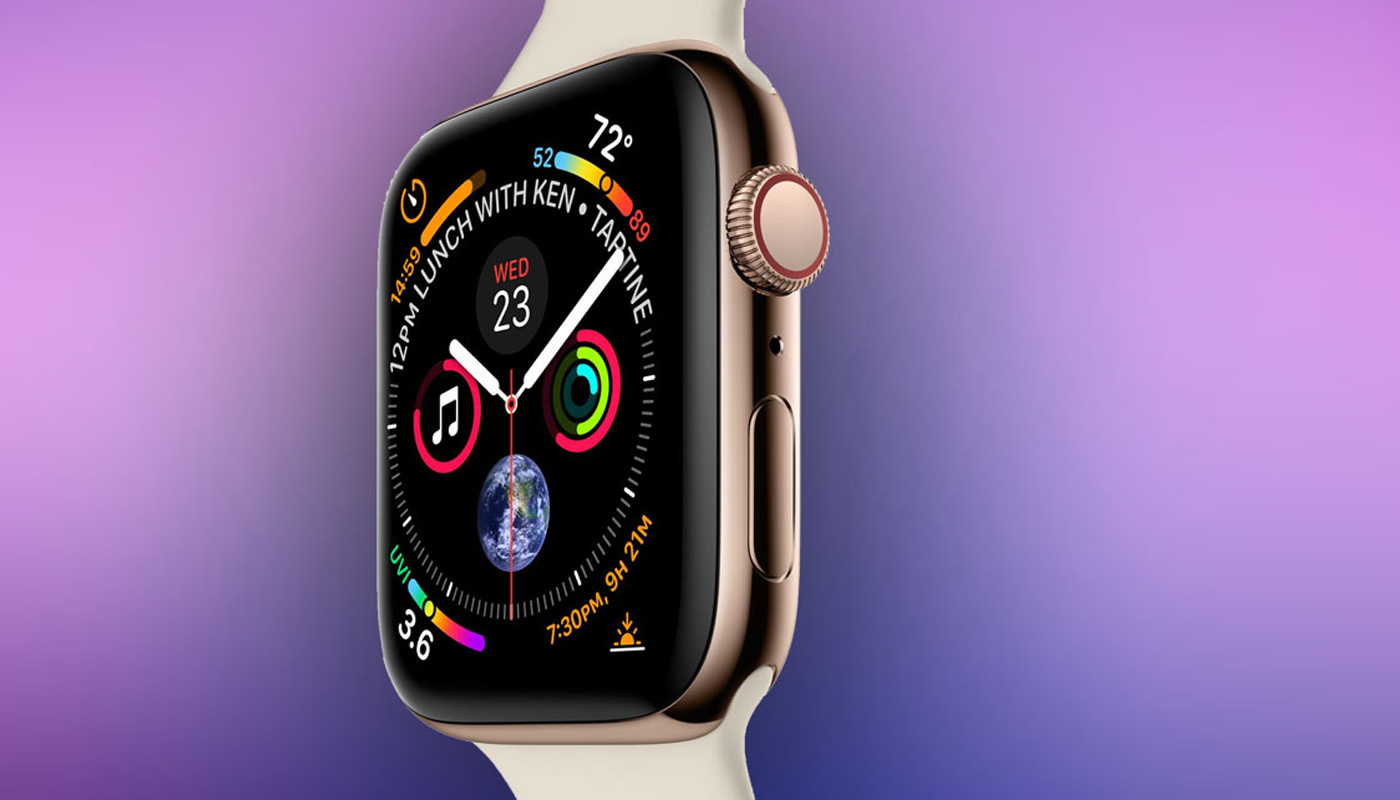 72°
52
89
14:59
12PM LUNCH WITH KEN • TARTINE
WED
23
UVI
3.6
7:30PM, 9H 21M